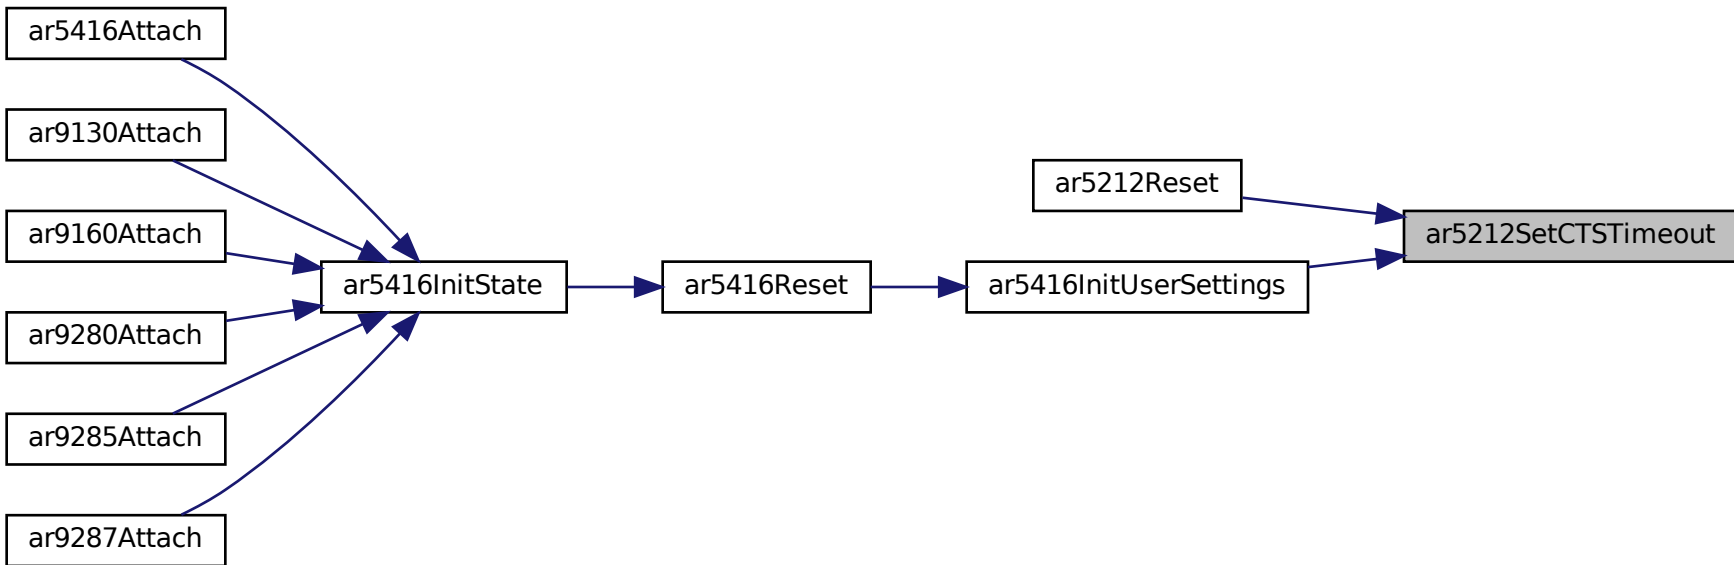 ar5416Attach
ar9130Attach
ar9160Attach
ar9280Attach
ar9285Attach
ar9287Attach
ar5416InitState
ar5416Reset
ar5212Reset
ar5416InitUserSettings
ar5212SetCTSTimeout